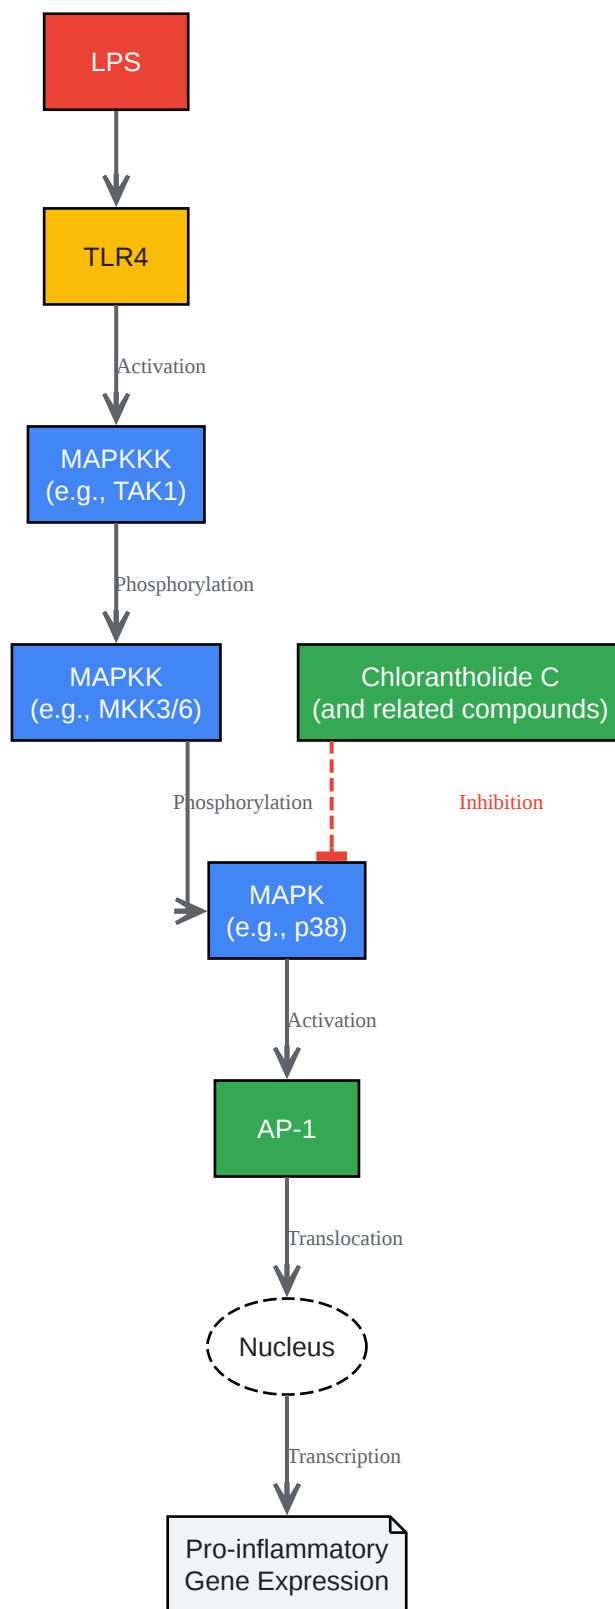 LPS
TLR4
Activation
MAPKKK
(e.g., TAK1)
Phosphorylation
MAPKK
(e.g., MKK3/6)
Chlorantholide C
(and related compounds)
Phosphorylation
Inhibition
MAPK
(e.g., p38)
Activation
AP-1
Translocation
Nucleus
Transcription
Pro-inflammatory
Gene Expression